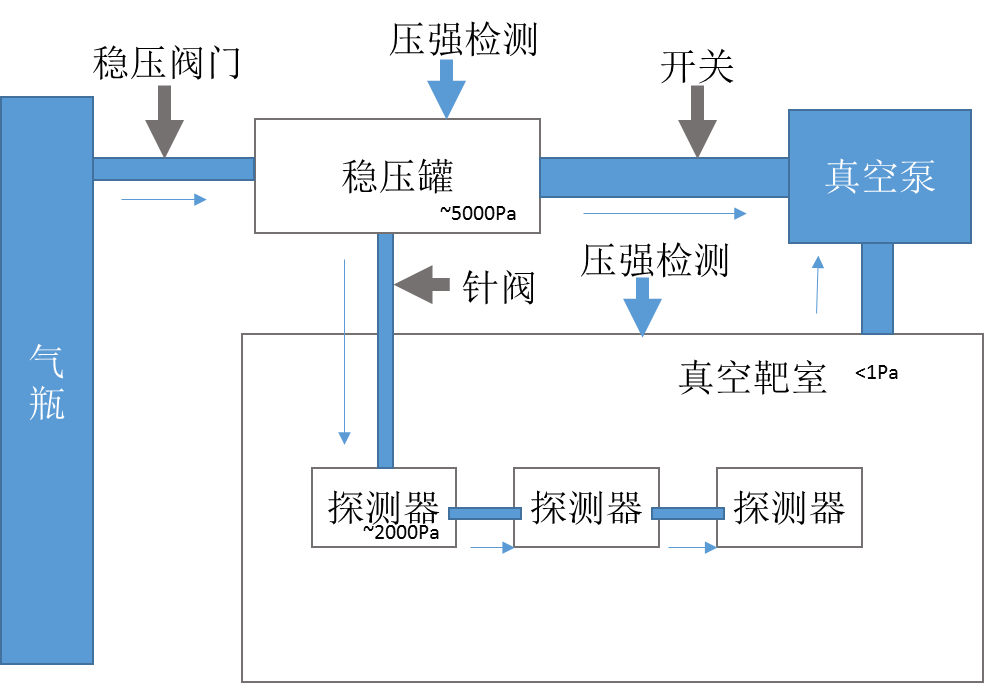 稳压阀门
压强检测
开关
稳压罐
~5000Pa
真空泵
针阀
压强检测
气
瓶
真空靶室
<1Pa
探测器
~2000Pa
探测器
探测器